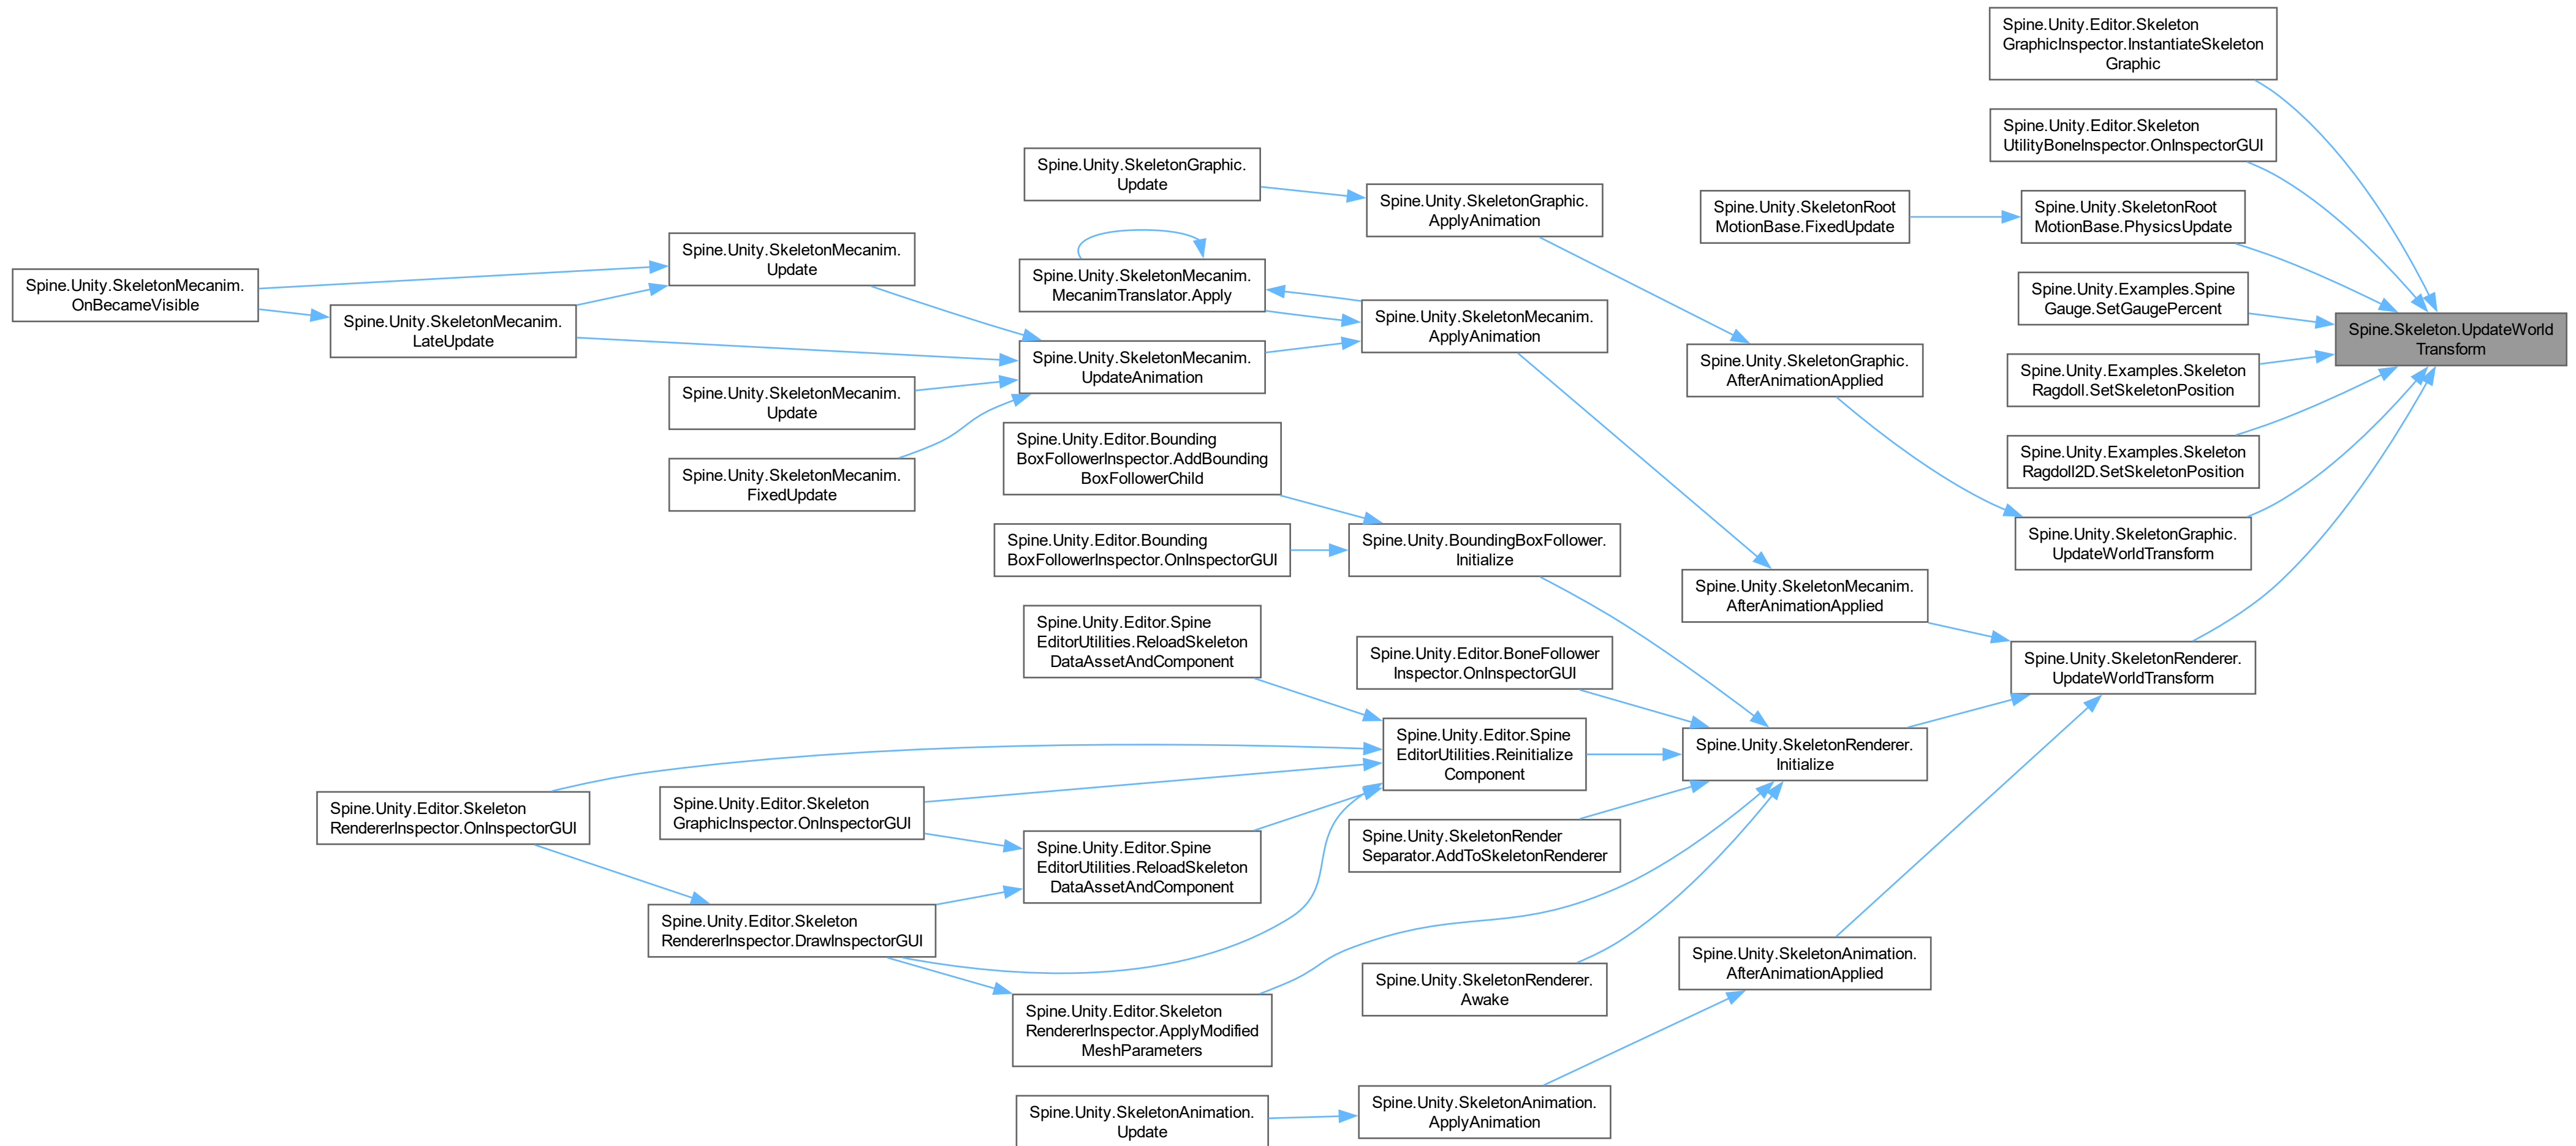 Spine.Unity.Editor.Skeleton
GraphicInspector.InstantiateSkeleton
Graphic
Spine.Unity.Editor.Skeleton
UtilityBoneInspector.OnInspectorGUI
Spine.Unity.SkeletonGraphic.
Update
Spine.Unity.SkeletonGraphic.
ApplyAnimation
Spine.Unity.SkeletonRoot
MotionBase.FixedUpdate
Spine.Unity.SkeletonRoot
MotionBase.PhysicsUpdate
Spine.Unity.SkeletonMecanim.
OnBecameVisible
Spine.Unity.SkeletonMecanim.
Update
Spine.Unity.SkeletonMecanim.
LateUpdate
Spine.Unity.SkeletonMecanim.
MecanimTranslator.Apply
Spine.Unity.SkeletonMecanim.
ApplyAnimation
Spine.Unity.Examples.Spine
Gauge.SetGaugePercent
Spine.Skeleton.UpdateWorld
Transform
Spine.Unity.SkeletonMecanim.
UpdateAnimation
Spine.Unity.SkeletonGraphic.
AfterAnimationApplied
Spine.Unity.Examples.Skeleton
Ragdoll.SetSkeletonPosition
Spine.Unity.SkeletonMecanim.
Update
Spine.Unity.SkeletonMecanim.
FixedUpdate
Spine.Unity.Editor.Bounding
BoxFollowerInspector.AddBounding
BoxFollowerChild
Spine.Unity.Examples.Skeleton
Ragdoll2D.SetSkeletonPosition
Spine.Unity.Editor.Bounding
BoxFollowerInspector.OnInspectorGUI
Spine.Unity.BoundingBoxFollower.
Initialize
Spine.Unity.SkeletonGraphic.
UpdateWorldTransform
Spine.Unity.SkeletonMecanim.
AfterAnimationApplied
Spine.Unity.Editor.Spine
EditorUtilities.ReloadSkeleton
DataAssetAndComponent
Spine.Unity.Editor.BoneFollower
Inspector.OnInspectorGUI
Spine.Unity.SkeletonRenderer.
UpdateWorldTransform
Spine.Unity.Editor.Spine
EditorUtilities.Reinitialize
Component
Spine.Unity.SkeletonRenderer.
Initialize
Spine.Unity.Editor.Skeleton
RendererInspector.OnInspectorGUI
Spine.Unity.Editor.Skeleton
GraphicInspector.OnInspectorGUI
Spine.Unity.Editor.Spine
EditorUtilities.ReloadSkeleton
DataAssetAndComponent
Spine.Unity.SkeletonRender
Separator.AddToSkeletonRenderer
Spine.Unity.Editor.Skeleton
RendererInspector.DrawInspectorGUI
Spine.Unity.SkeletonAnimation.
AfterAnimationApplied
Spine.Unity.SkeletonRenderer.
Awake
Spine.Unity.Editor.Skeleton
RendererInspector.ApplyModified
MeshParameters
Spine.Unity.SkeletonAnimation.
Update
Spine.Unity.SkeletonAnimation.
ApplyAnimation